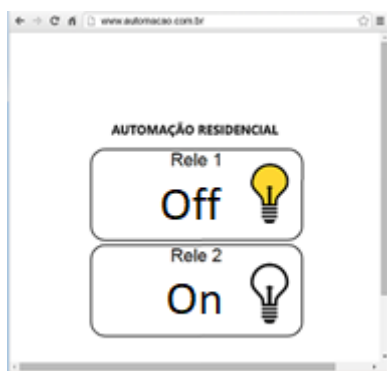 www.automacao.com.br
AUTOMAÇÃO RESIDENCIAL
Rele 1
Off
Rele 2
On